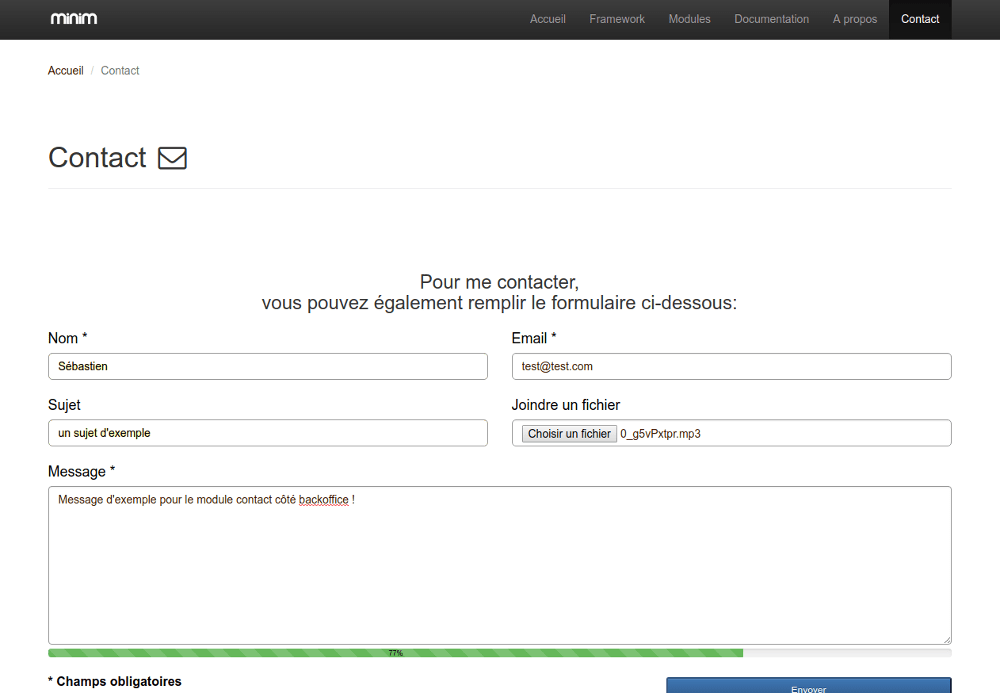 minim
Accueil Framework Modules Documentation A propos Contact
Accueil / Contact
Contact
Pour me contacter,
vous pouvez également remplir le formulaire ci-dessous:
Nom * Email *
Sébastien test@test.com
Sujet Joindre un fichier
un sujet d'exemple Choisir un fichier 0_g5vPxtpr.mp3
Message *
Message d'exemple pour le module contact côté backoffice !
77%
* Champs obligatoires
Envoyer